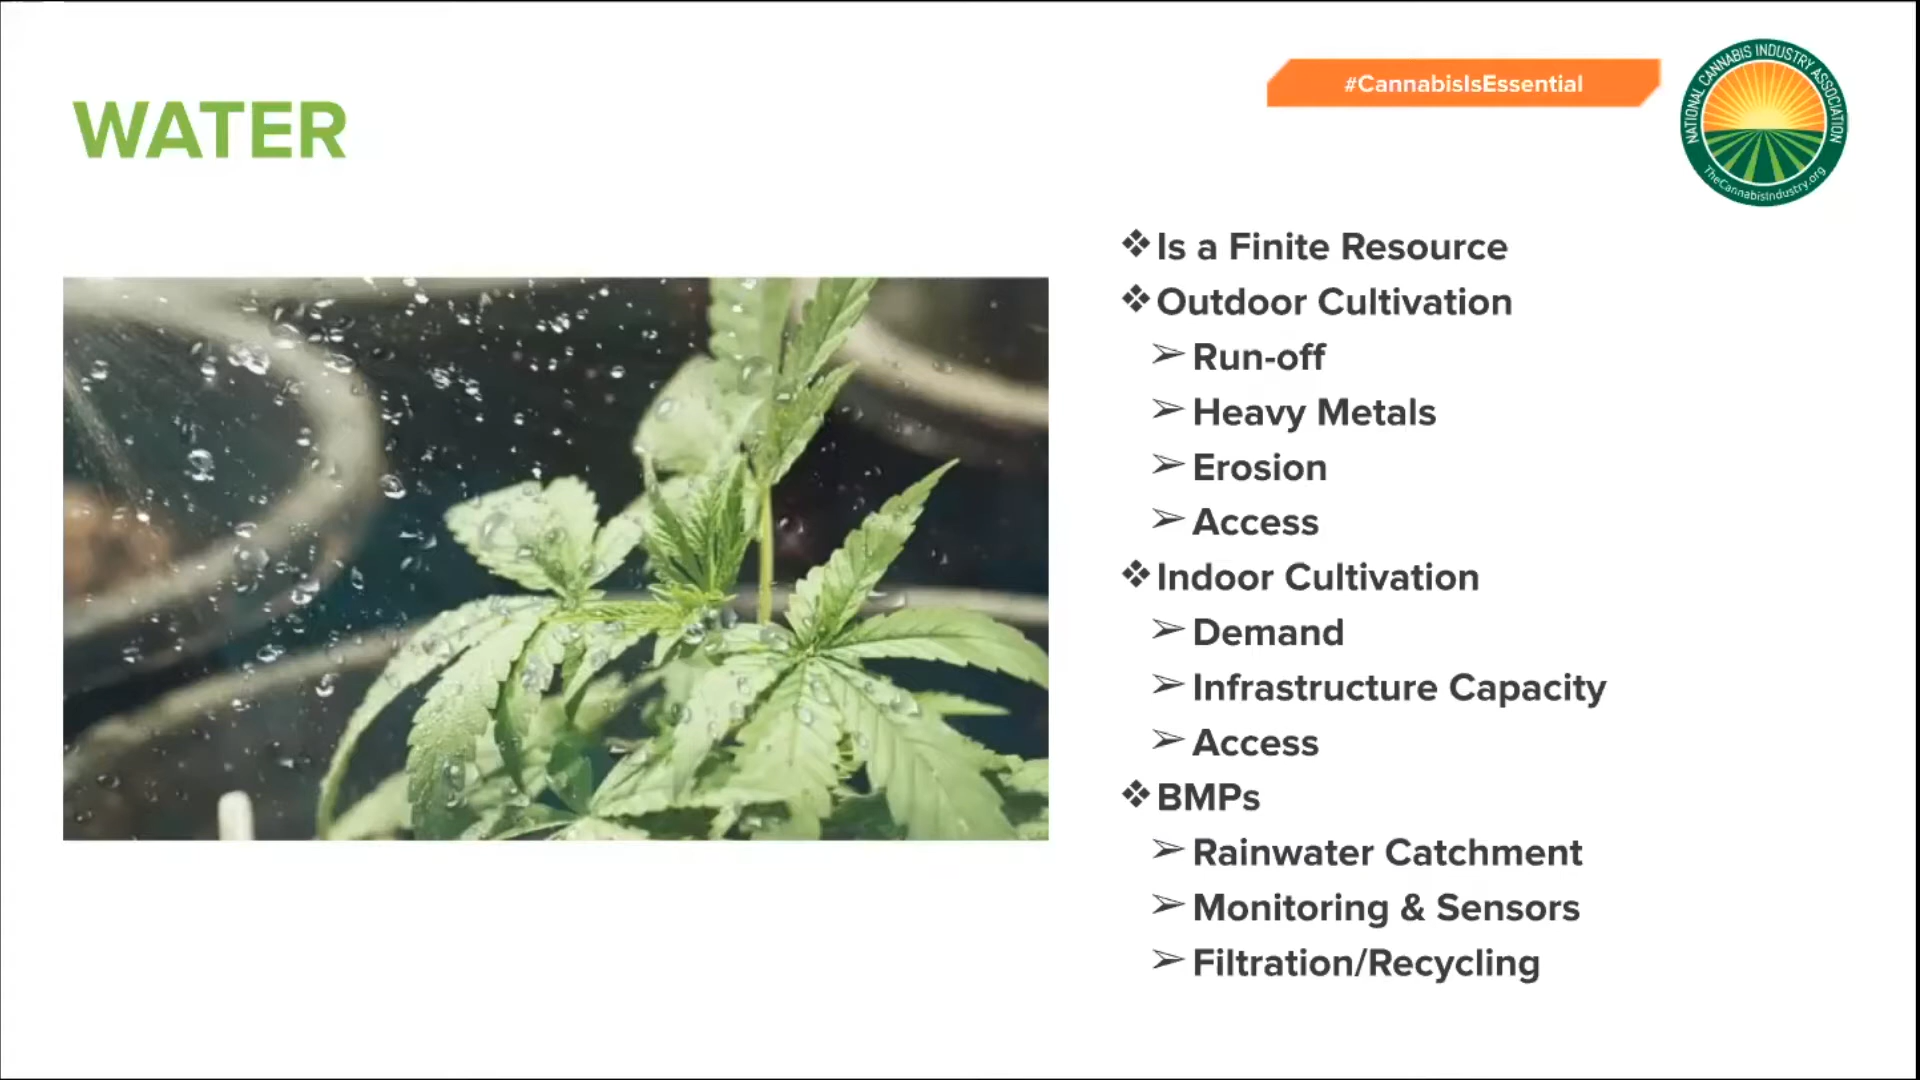 #CannabisIsEssential
NATIONAL CANNABIS INDUSTRY ASSOCIATION
TheCannabisIndustry.org
WATER
❖ Is a Finite Resource
❖ Outdoor Cultivation
➢ Run-off
➢ Heavy Metals
➢ Erosion
➢ Access
❖ Indoor Cultivation
➢ Demand
➢ Infrastructure Capacity
➢ Access
❖ BMPs
➢ Rainwater Catchment
➢ Monitoring & Sensors
➢ Filtration/Recycling